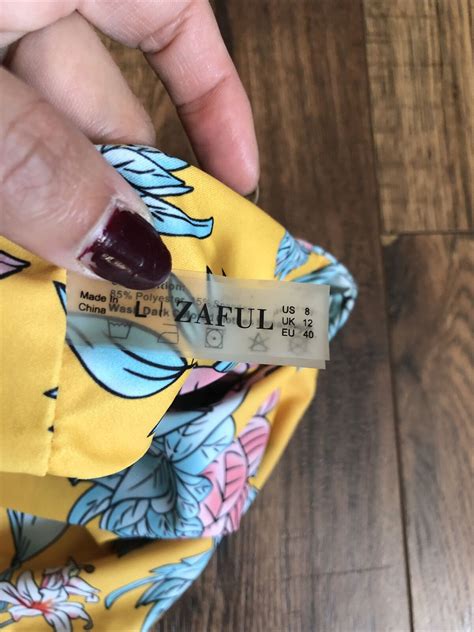 85% Polyester
Made in
China
L
ZAFUL
US 8
UK 12
EU 40
Wash Dark